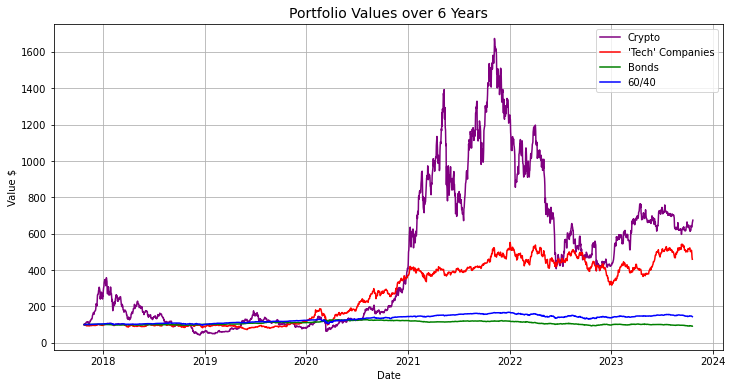 Portfolio Values over 6 Years
Crypto
'Tech' Companies
Bonds
60/40
Value $
1600
1400
1200
1000
800
600
400
200
0
2018
2019
2020
2021
2022
2023
2024
Date